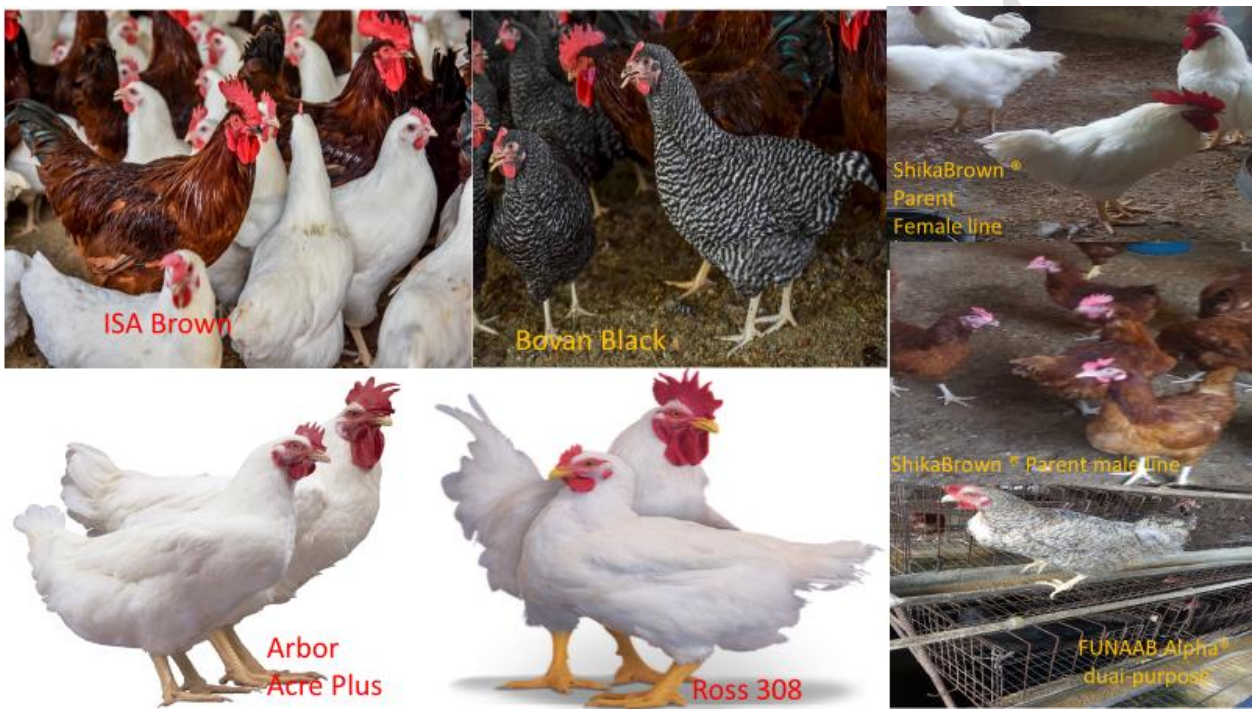 ISA Brown
Bovan Black
ShikaBrown ®
Parent
Female line
ShikaBrown ® Parent male line
Arbor
Acre Plus
Ross 308
FUNAAB Alpha®
dual-purpose